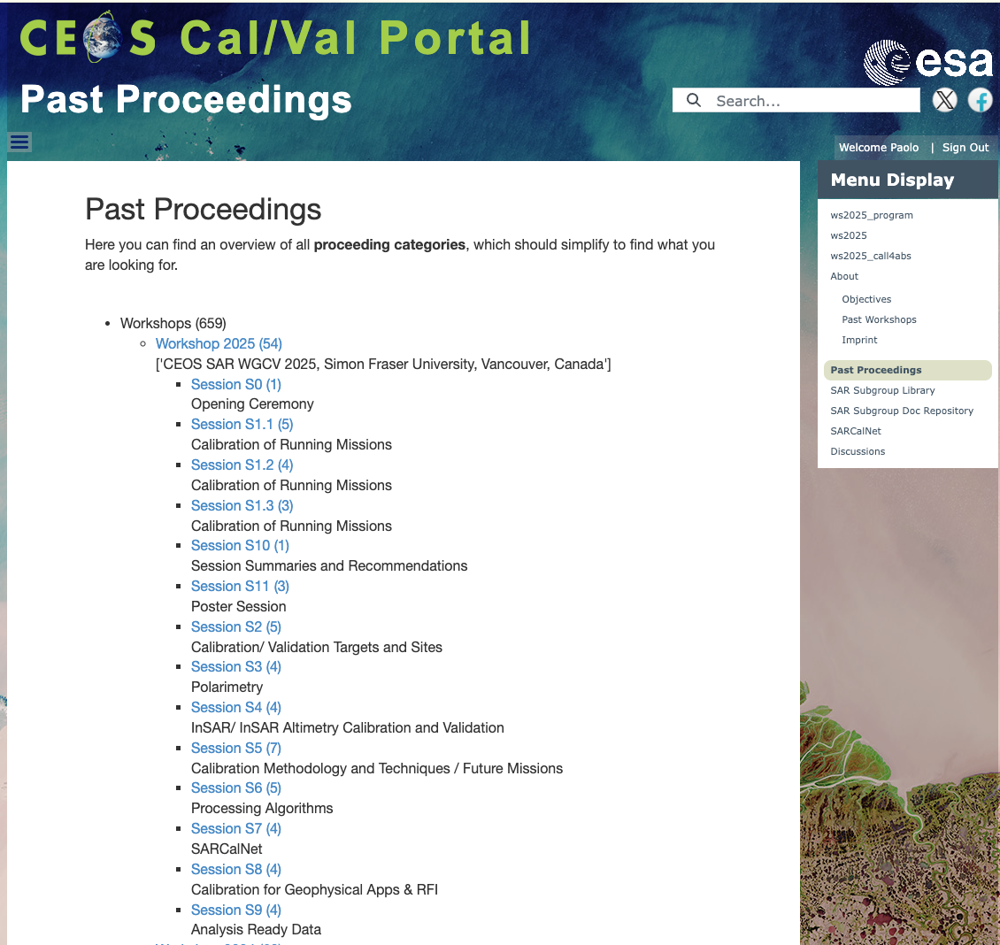 CEOS Cal/Val Portal
esa
Past Proceedings
Search...
Welcome Paolo | Sign Out
Menu Display
ws2025_program
ws2025
ws2025_call4abs
About
Objectives
Past Workshops
Imprint
Past Proceedings
SAR Subgroup Library
SAR Subgroup Doc Repository
SARCalNet
Discussions
Past Proceedings
Here you can find an overview of all proceeding categories, which should simplify to find what you
are looking for.
Workshops (659)
Workshop 2025 (54)
['CEOS SAR WGCV 2025, Simon Fraser University, Vancouver, Canada']
Session S0 (1)
Opening Ceremony
Session S1.1 (5)
Calibration of Running Missions
Session S1.2 (4)
Calibration of Running Missions
Session S1.3 (3)
Calibration of Running Missions
Session S10 (1)
Session Summaries and Recommendations
Session S11 (3)
Poster Session
Session S2 (5)
Calibration/ Validation Targets and Sites
Session S3 (4)
Polarimetry
Session S4 (4)
InSAR/ InSAR Altimetry Calibration and Validation
Session S5 (7)
Calibration Methodology and Techniques / Future Missions
Session S6 (5)
Processing Algorithms
Session S7 (4)
SARCalNet
Session S8 (4)
Calibration for Geophysical Apps & RFI
Session S9 (4)
Analysis Ready Data